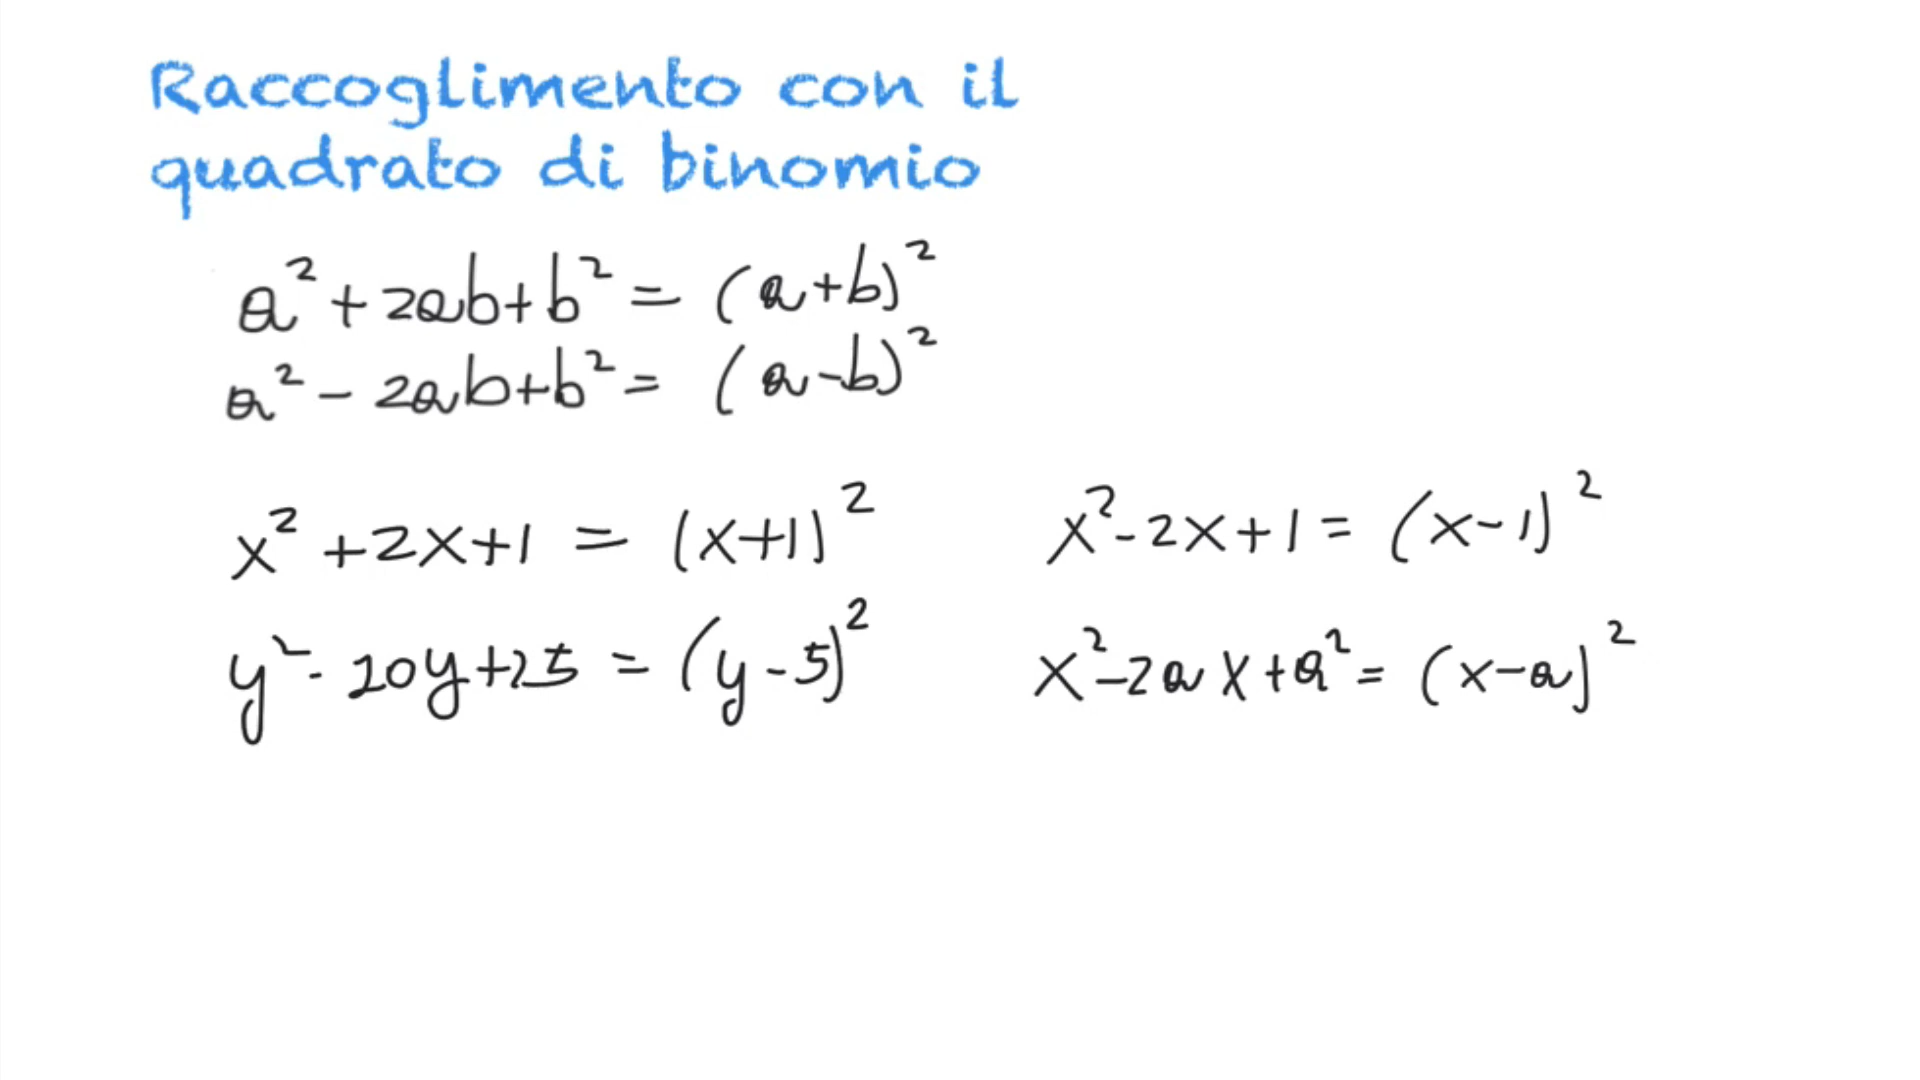 Raccoglimento con il
quadrato di binomio
a² + 2ab + b² = (a+b)²
a² - 2ab + b² = (a-b)²
x² + 2x + 1 = (x+1)²
x² - 2x + 1 = (x-1)²
y² - 10y + 25 = (y-5)²
x² - 2ax + a² = (x-a)²